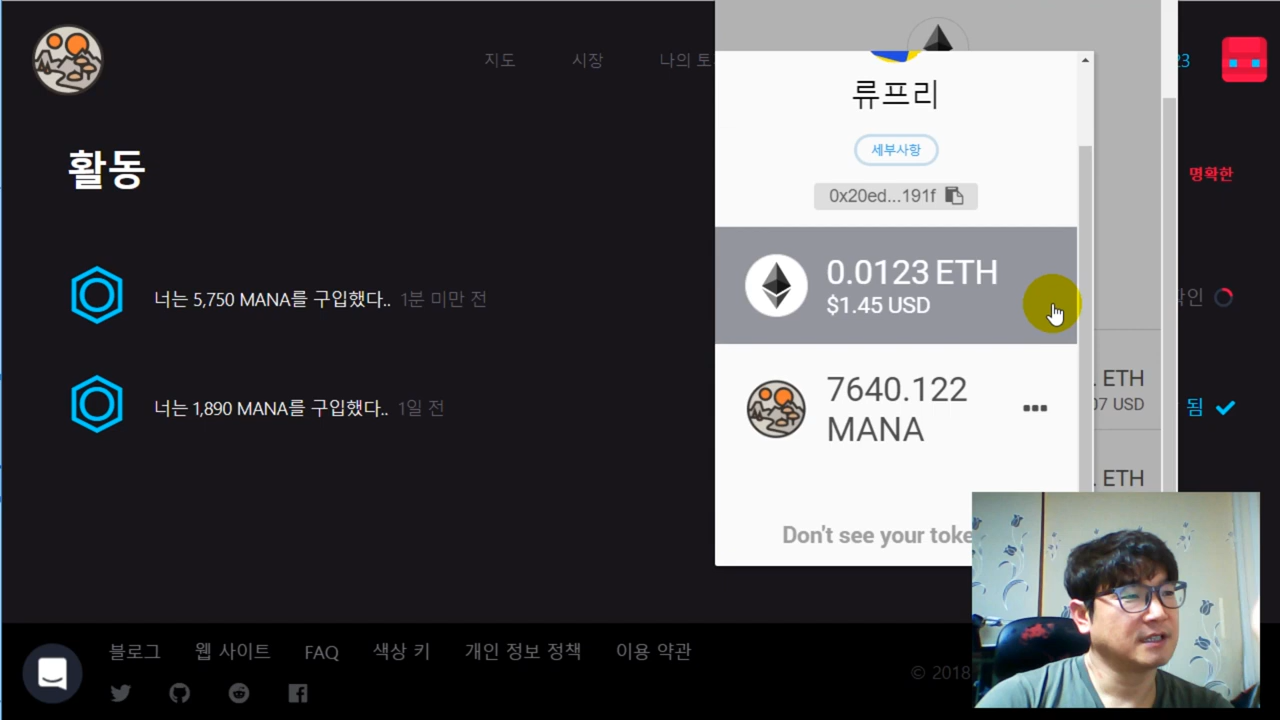 지도
시장
나의 토
23
활동
명확한
너는 5,750 MANA를 구입했다.. 1분 미만 전
너는 1,890 MANA를 구입했다.. 1일 전
류프리
세부사항
0x20ed...191f
0.0123 ETH
$1.45 USD
7640.122
MANA
Don't see your toke
확인
ETH
07 USD
됨
ETH
블로그
웹 사이트
FAQ
색상 키
개인 정보 정책
이용 약관
© 2018